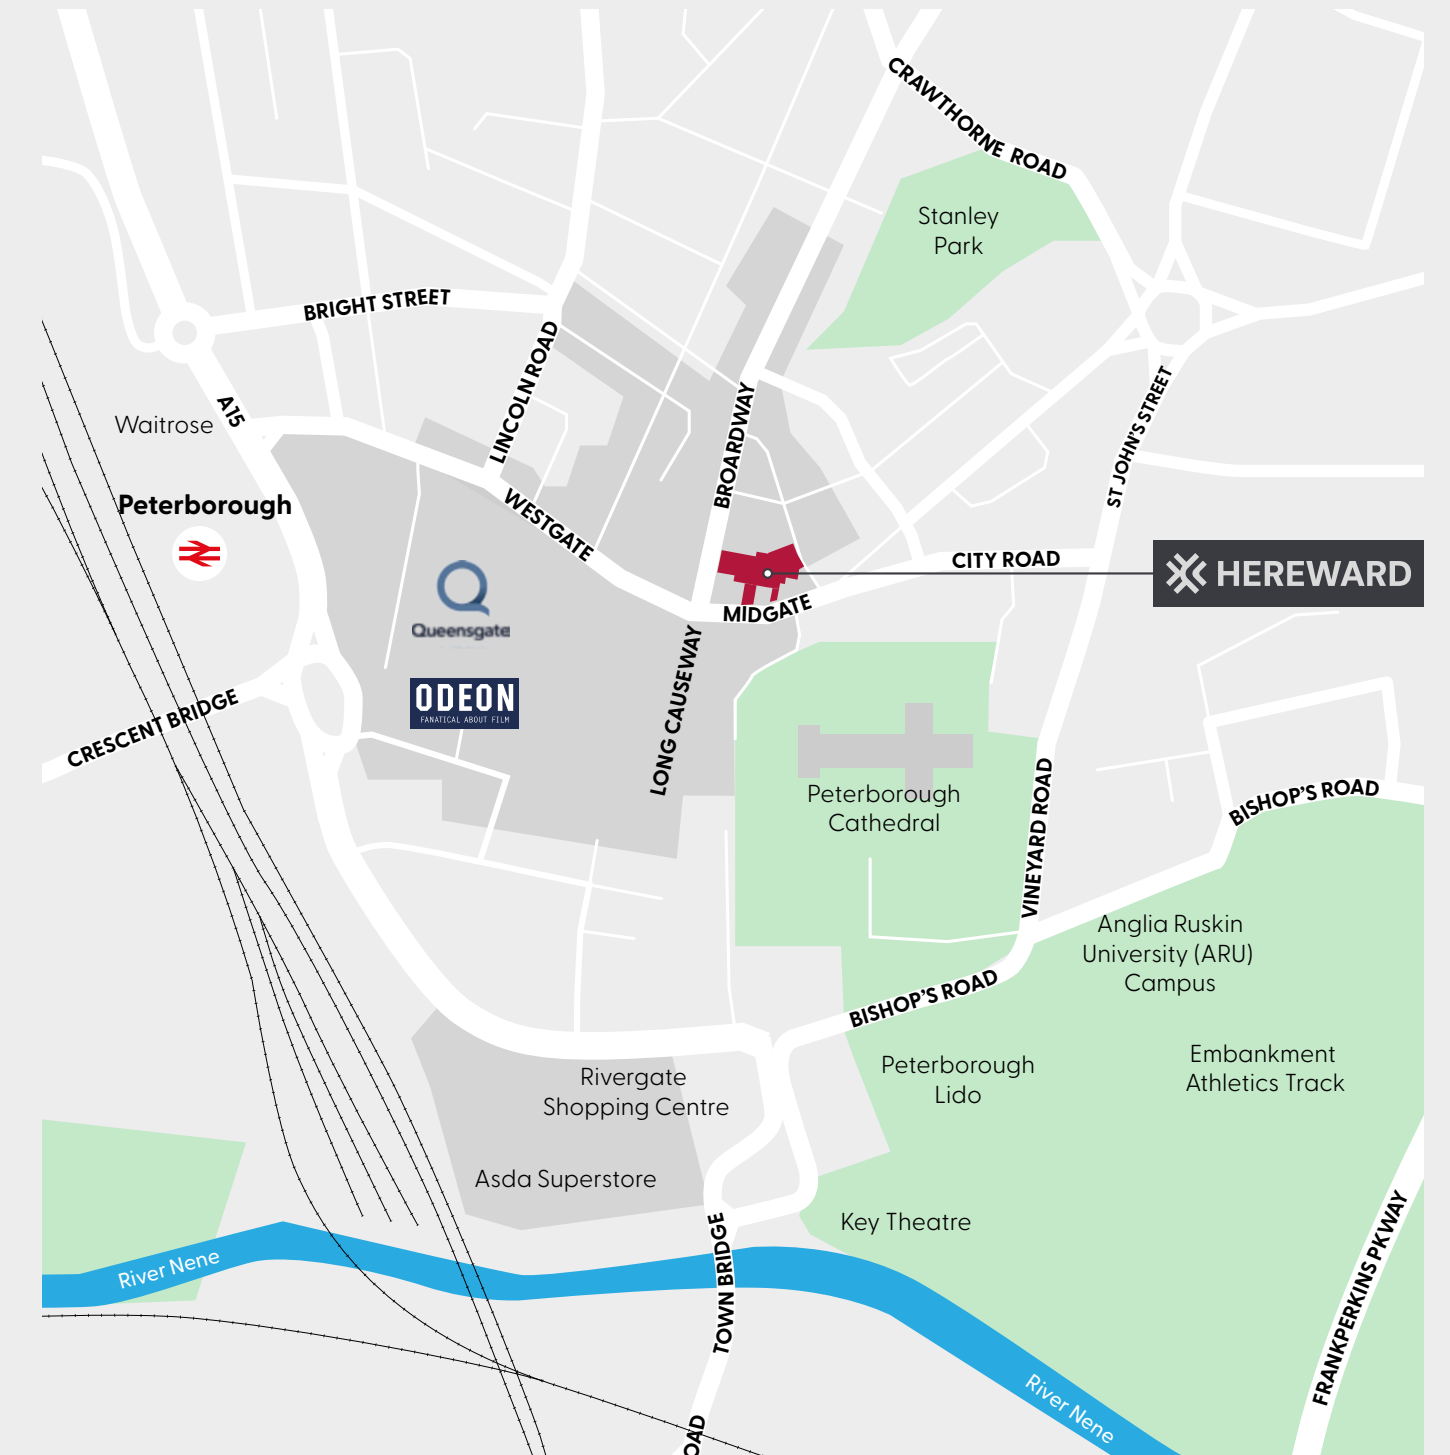 CRAWTHORNE ROAD
Stanley
Park
BRIGHT STREET
LINCOLN ROAD
A15
Waitrose
BROARDWAY
ST JOHN'S STREET
Peterborough
WESTGATE
CITY ROAD
HEREWARD
MIDGATE
Queensgate
ODEON
FANATICAL ABOUT FILM
LONG CAUSEWAY
CRESCENT BRIDGE
Peterborough
Cathedral
VINEYARD ROAD
BISHOP'S ROAD
Anglia Ruskin
University (ARU)
Campus
BISHOP'S ROAD
Peterborough
Lido
Embankment
Athletics Track
Rivergate
Shopping Centre
Asda Superstore
Key Theatre
TOWN BRIDGE
River Nene
FRANKPERKINS PKWAY
River Nene
OAD